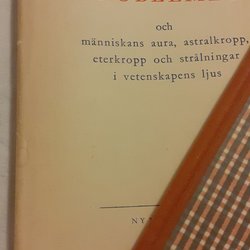 och
människans aura, astralkropp,
eterkropp och strålningar
i vetenskapens ljus